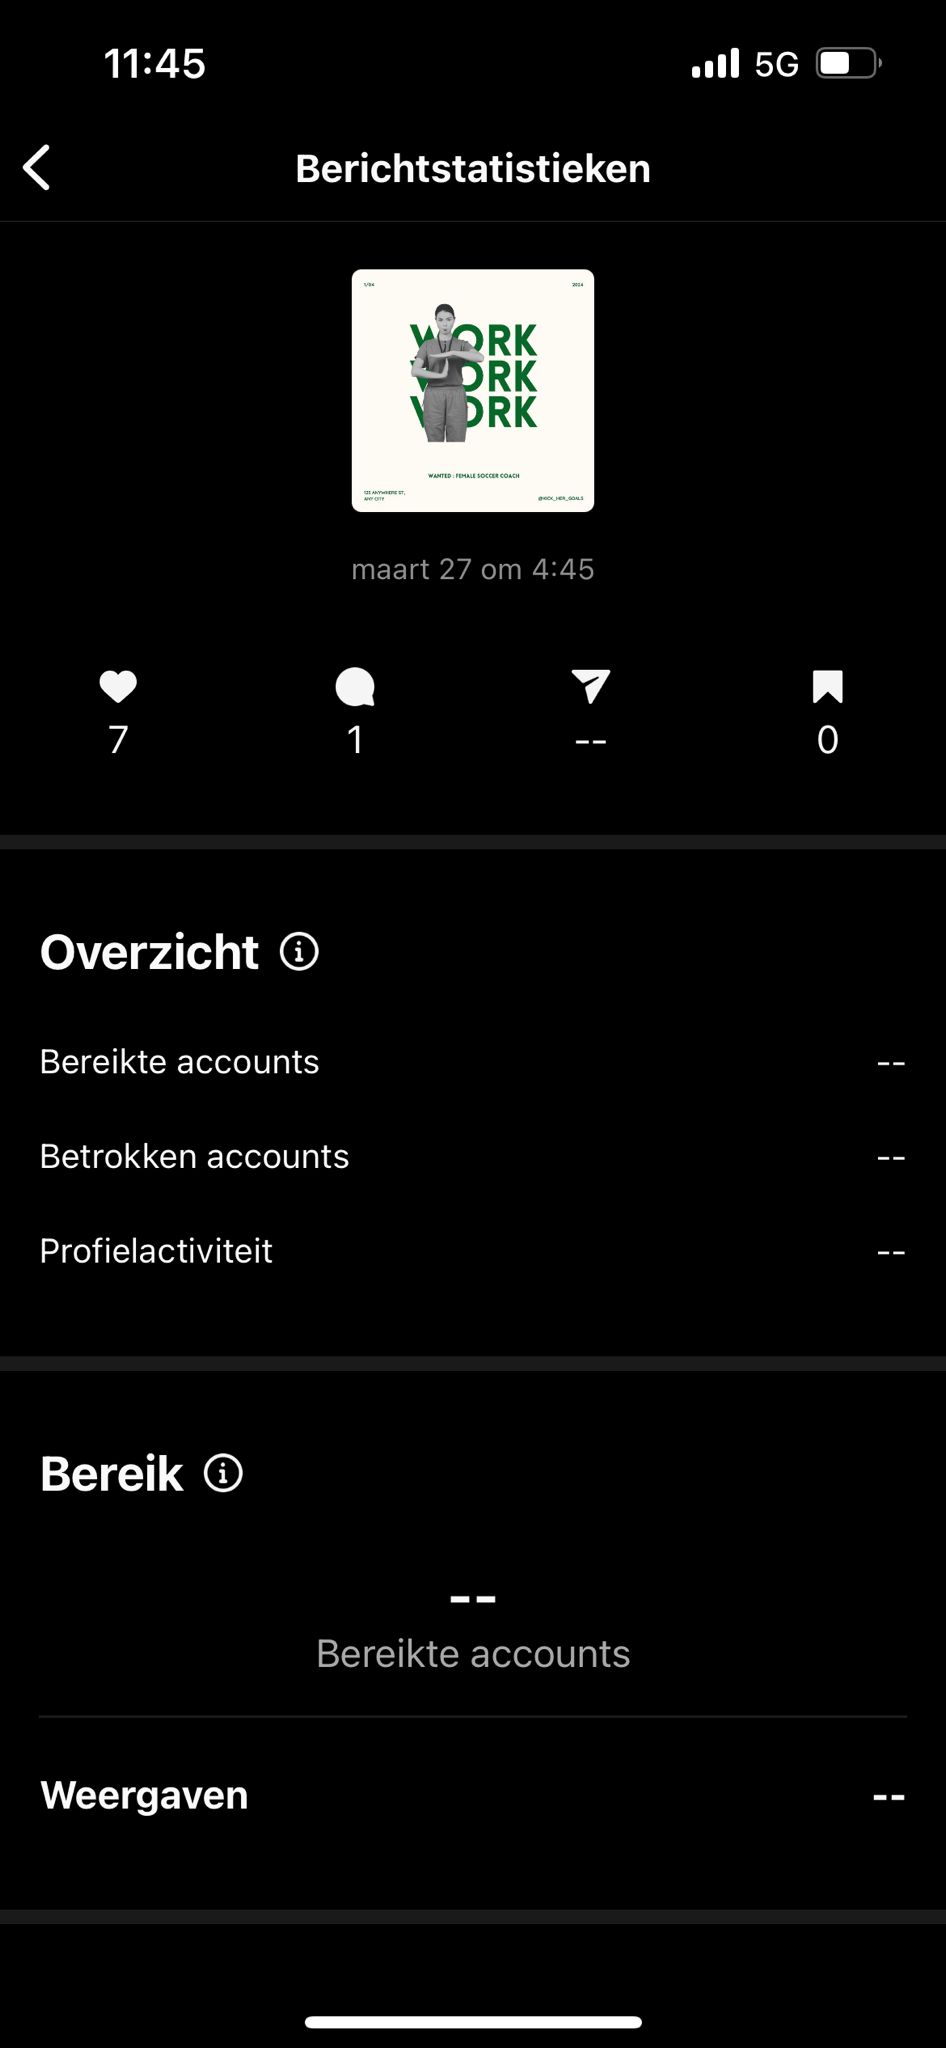 11:45
5G
Berichtstatistieken
1/04
2024
WORK
WORK
WORK
WANTED : FEMALE SOCCER COACH
123 ANYWHERE ST.,
ANY CITY
@KICK_HER_GOALS
maart 27 om 4:45
7
1
--
0
Overzicht
Bereikte accounts
--
Betrokken accounts
--
Profielactiviteit
--
Bereik
--
Bereikte accounts
Weergaven
--